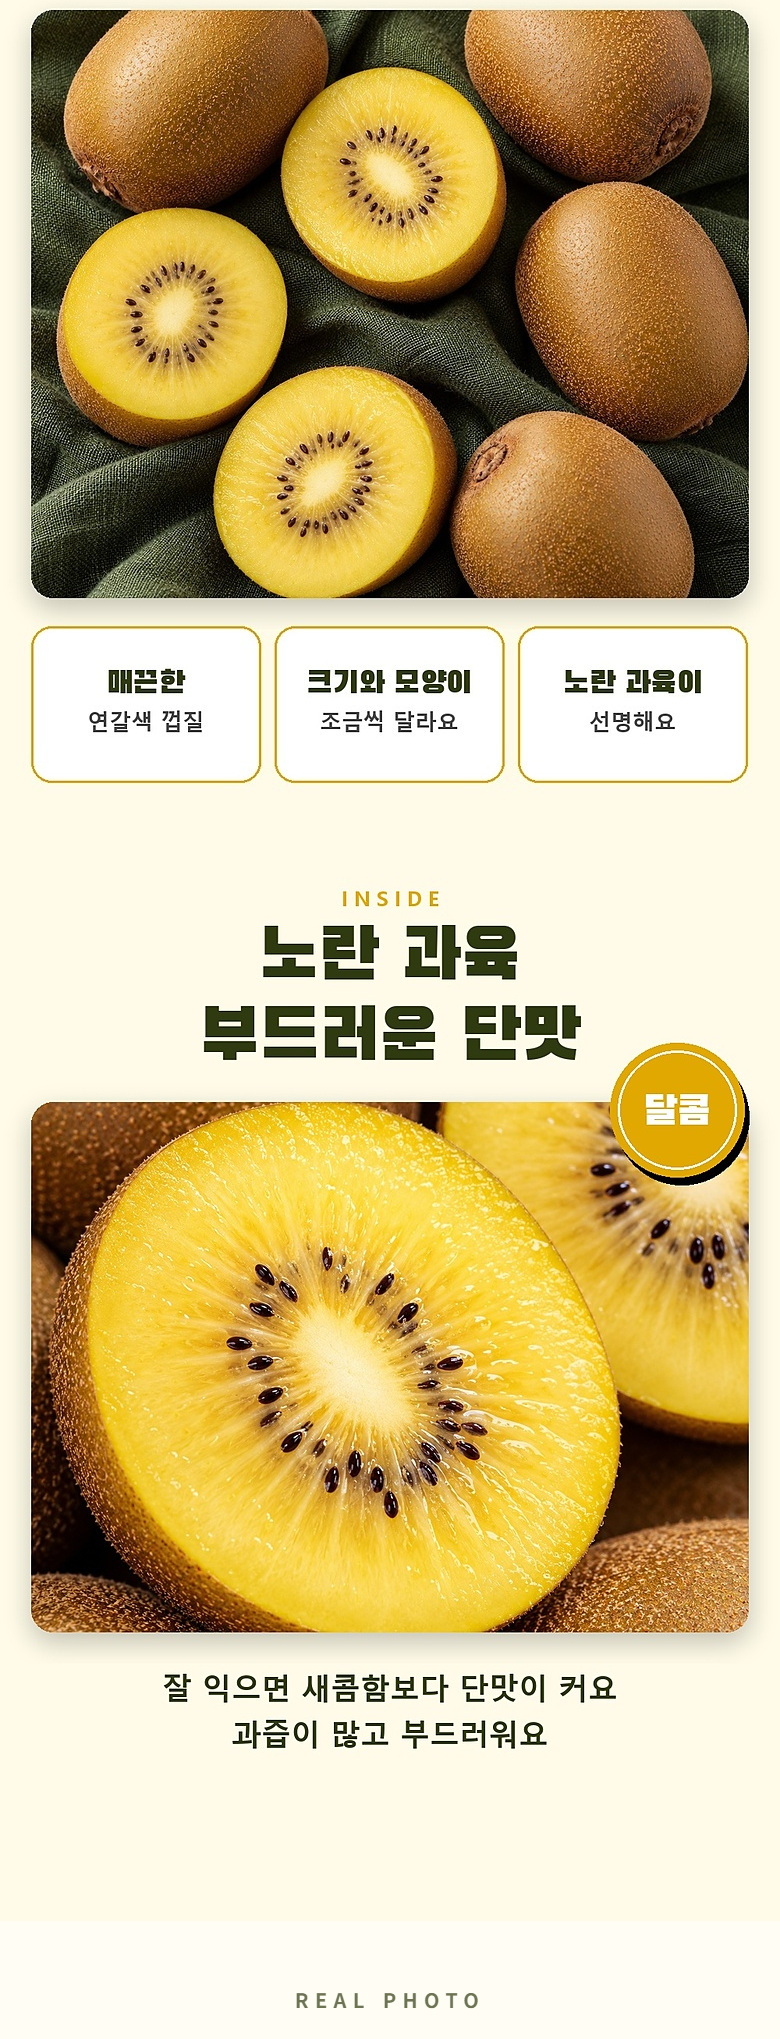 매끈한
연갈색 껍질
크기와 모양이
조금씩 달라요
노란 과육이
선명해요
INSIDE
노란 과육
부드러운 단맛
달콤
잘 익으면 새콤함보다 단맛이 커요
과즙이 많고 부드러워요
REAL PHOTO